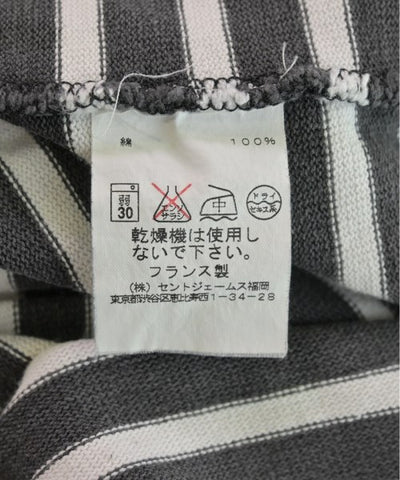 綿 100%
弱 30 エンソ サラシ 中 ドライ セキユ系
乾燥機は使用し
ないで下さい。
フランス製
(株) セントジェームス福岡
東京都渋谷区恵比寿西1-34-28